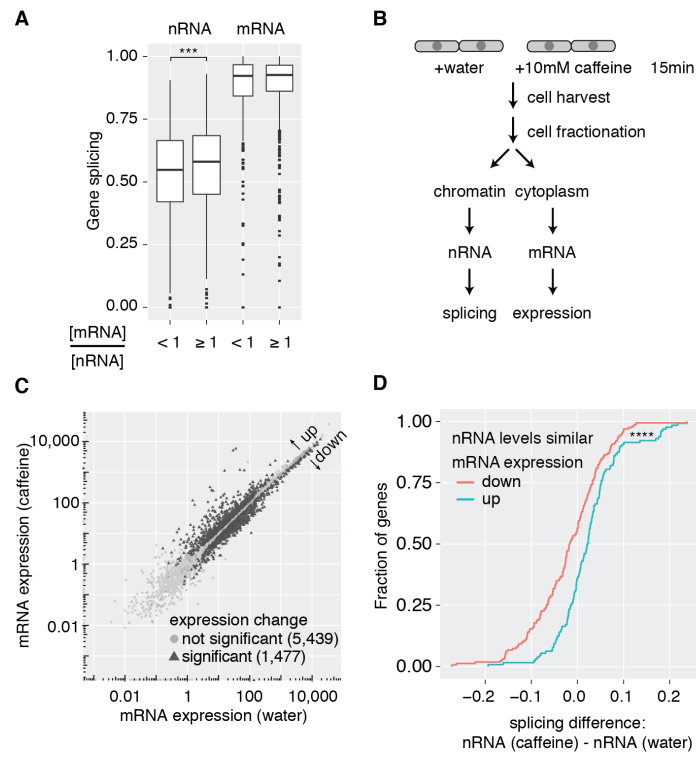 A
nRNA mRNA
***
1.00
0.75
0.50
0.25
0.00
Gene splicing
[mRNA]
[nRNA]
< 1 ≥ 1 < 1 ≥ 1
B
+water +10mM caffeine 15min
cell harvest
cell fractionation
chromatin cytoplasm
nRNA mRNA
splicing expression
C
10,000
100
1
0.01
mRNA expression (caffeine)
up
down
expression change
not significant (5,439)
significant (1,477)
0.01 1 100 10,000
mRNA expression (water)
D
1.00
0.75
0.50
0.25
0.00
Fraction of genes
nRNA levels similar
****
mRNA expression
down
up
−0.2 −0.1 0.0 0.1 0.2
splicing difference:
nRNA (caffeine) - nRNA (water)